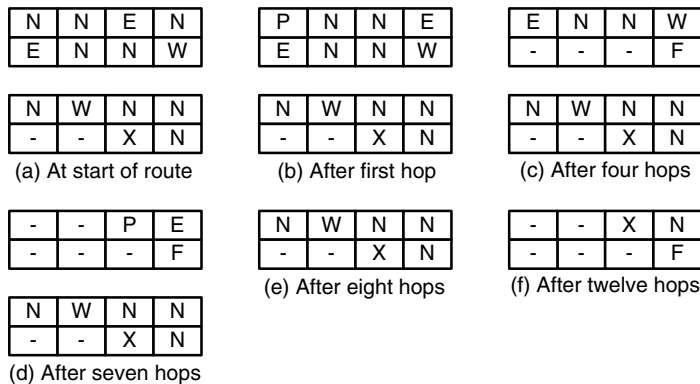 N N E N
E N N W
N W N N
- - X N
(a) At start of route
P N N E
E N N W
N W N N
- - X N
(b) After first hop
E N N W
- - - F
N W N N
- - X N
(c) After four hops
- - P E
- - - F
N W N N
- - X N
(d) After seven hops
N W N N
- - X N
(e) After eight hops
- - X N
- - - F
(f) After twelve hops